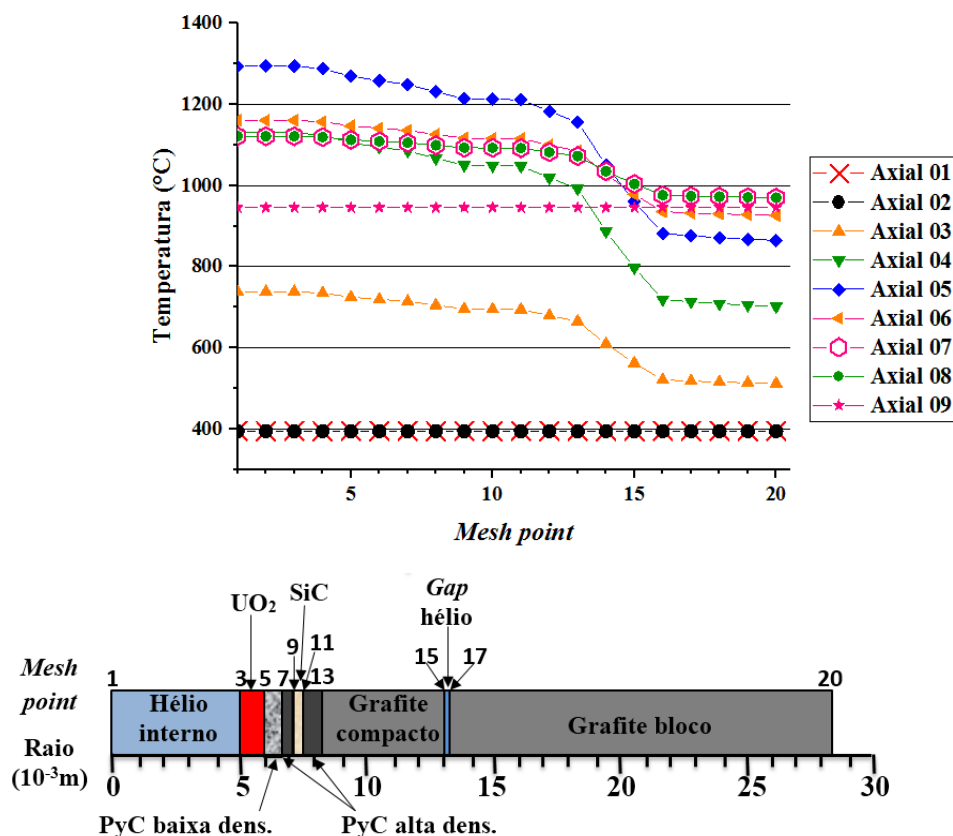 Temperatura (°C)
1400
1200
1000
800
600
400
5
10
15
20
Mesh point
Axial 01
Axial 02
Axial 03
Axial 04
Axial 05
Axial 06
Axial 07
Axial 08
Axial 09
UO₂
SiC
Gap
hélio
Mesh
point
1
3
5
7
9
11
13
15
17
20
Hélio
interno
Grafite
compacto
Grafite bloco
Raio
(10⁻³m)
0
5
10
15
20
25
30
PyC baixa dens.
PyC alta dens.